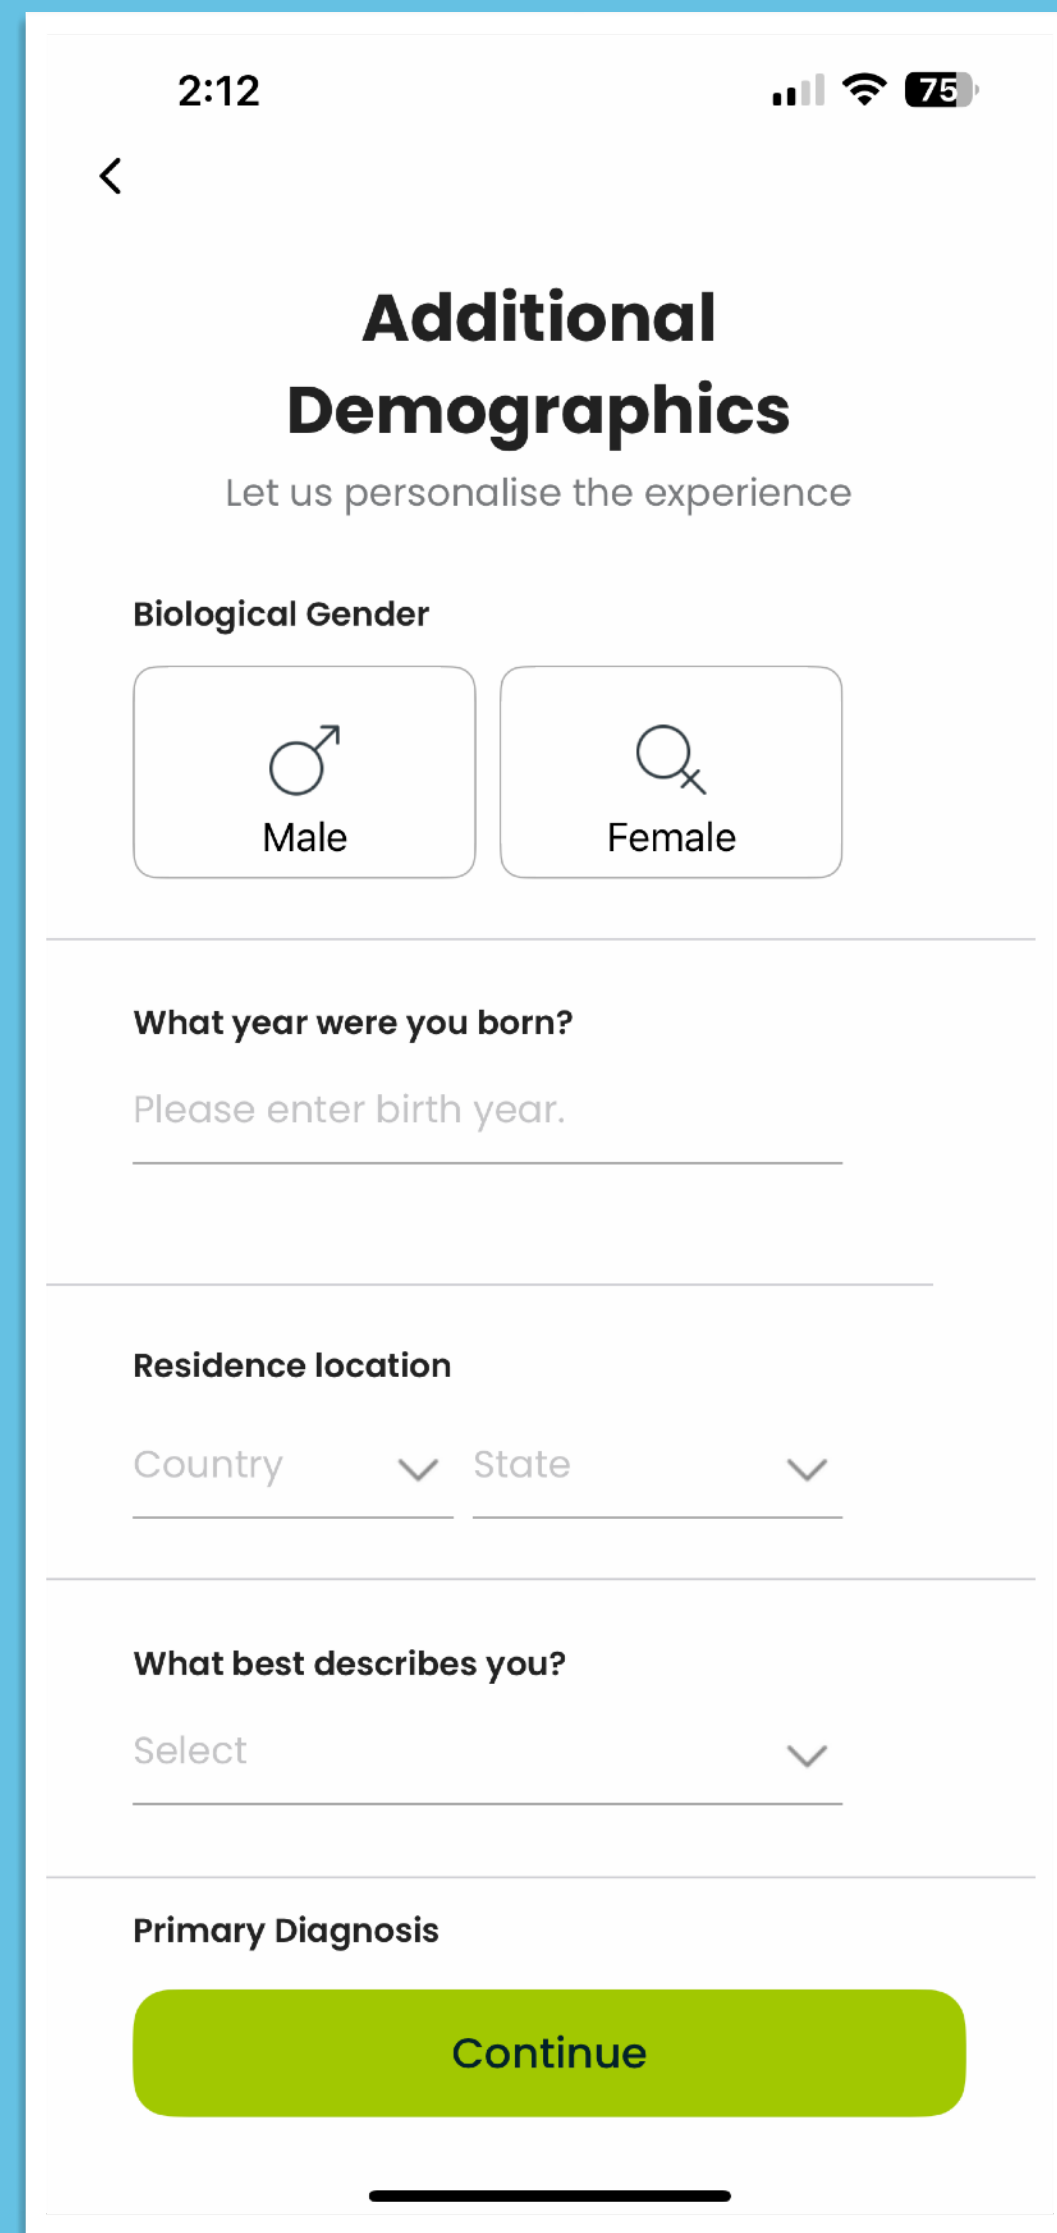 2:12
75
Additional
Demographics
Let us personalise the experience
Biological Gender
Male
Female
What year were you born?
Please enter birth year.
Residence location
Country
State
What best describes you?
Select
Primary Diagnosis
Continue